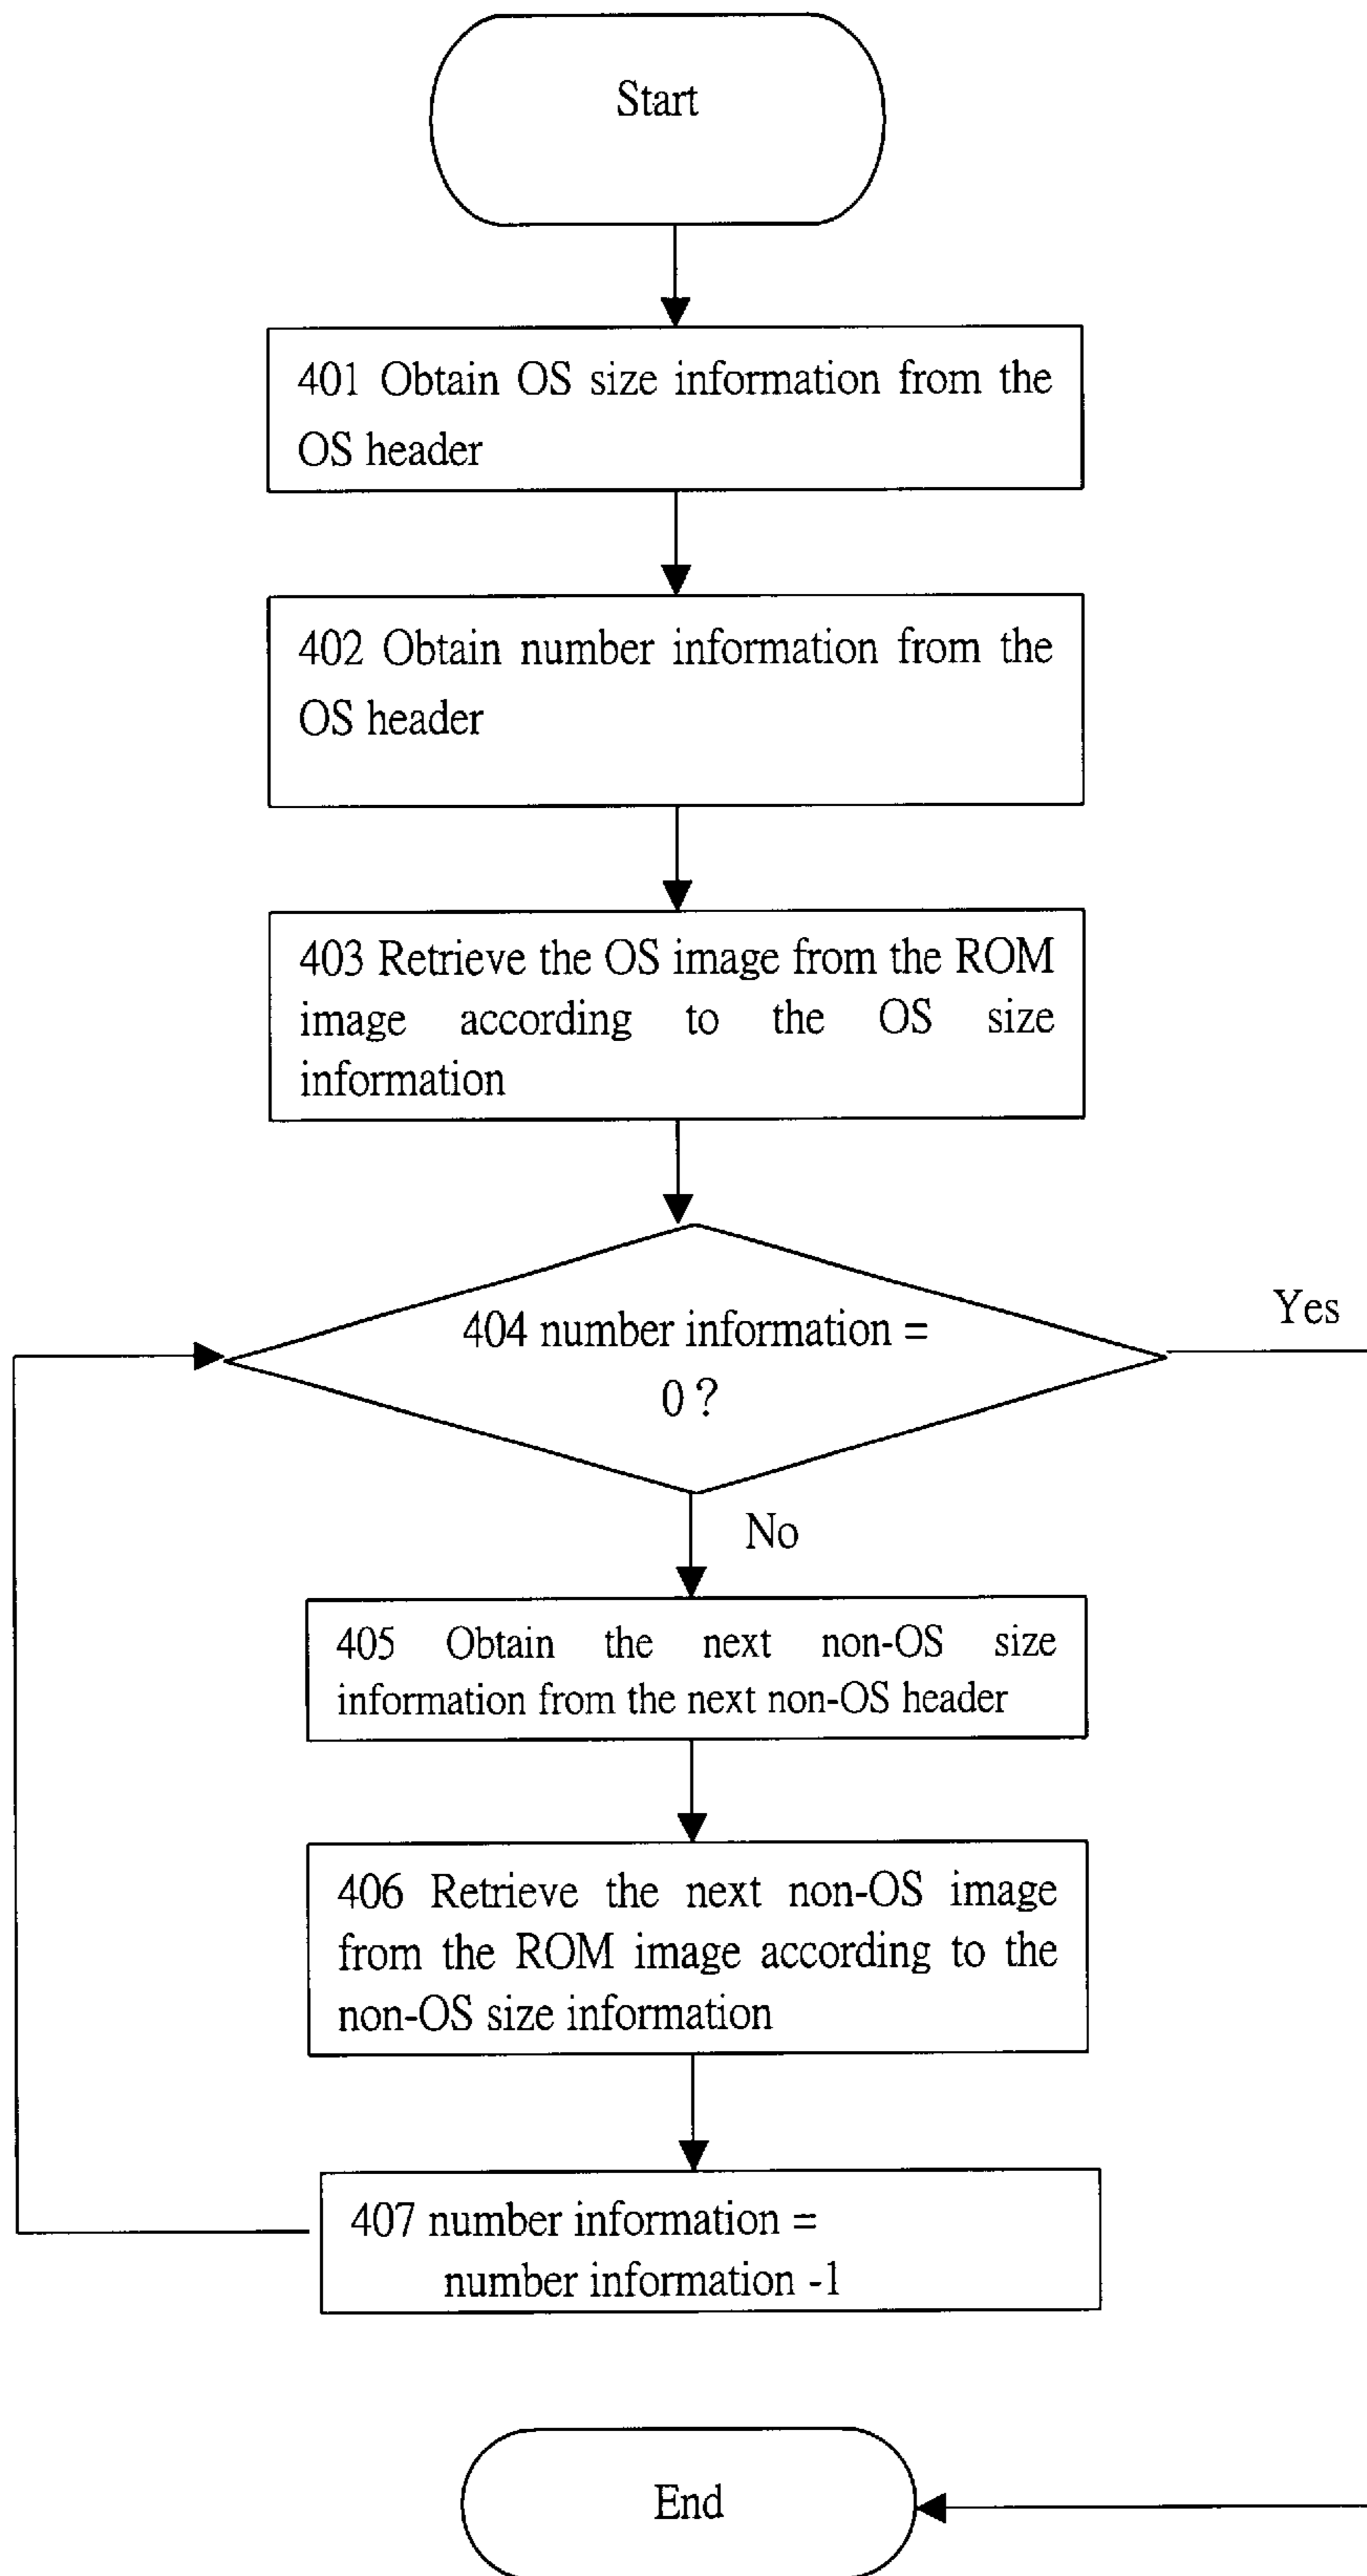 Start
401 Obtain OS size information from the
OS header
402 Obtain number information from the
OS header
403 Retrieve the OS image from the ROM
image according to the OS size
information
404 number information =
0 ?
Yes
No
405 Obtain the next non-OS size
information from the next non-OS header
406 Retrieve the next non-OS image
from the ROM image according to the
non-OS size information
407 number information =
number information -1
End